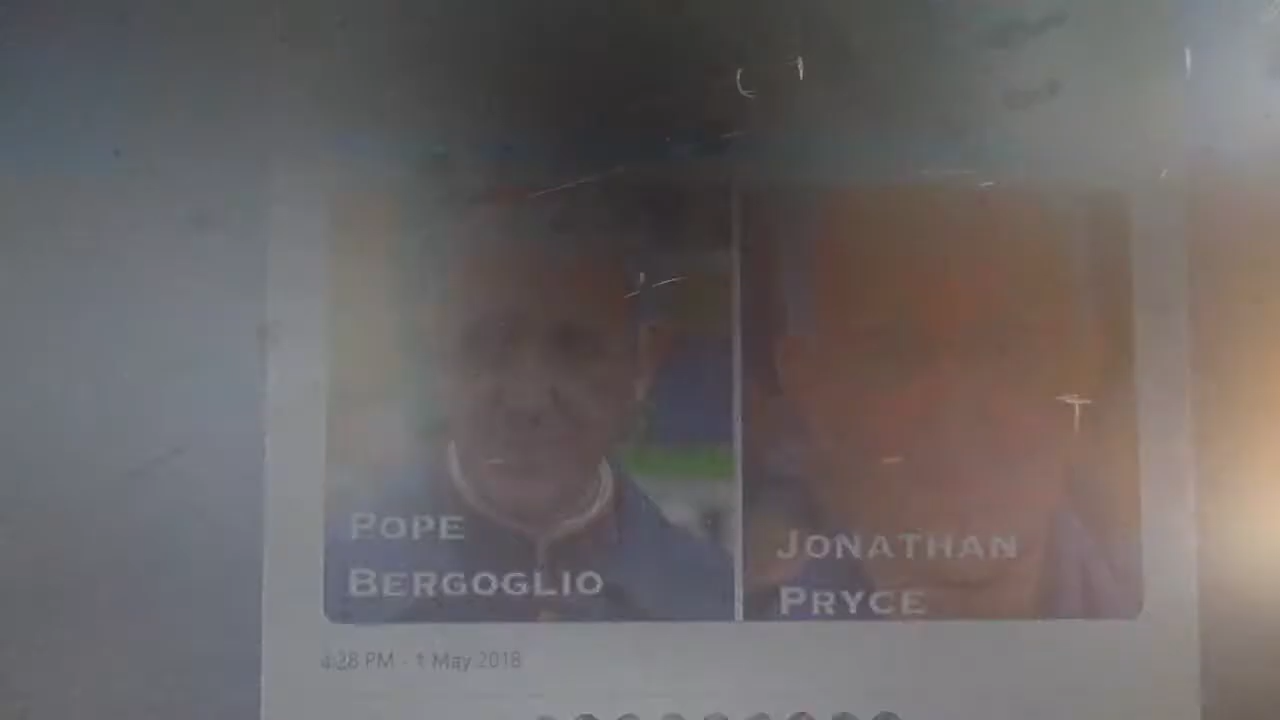 POPE
BERGOGLIO
JONATHAN
PRYCE
4:28 PM - 1 May 2018